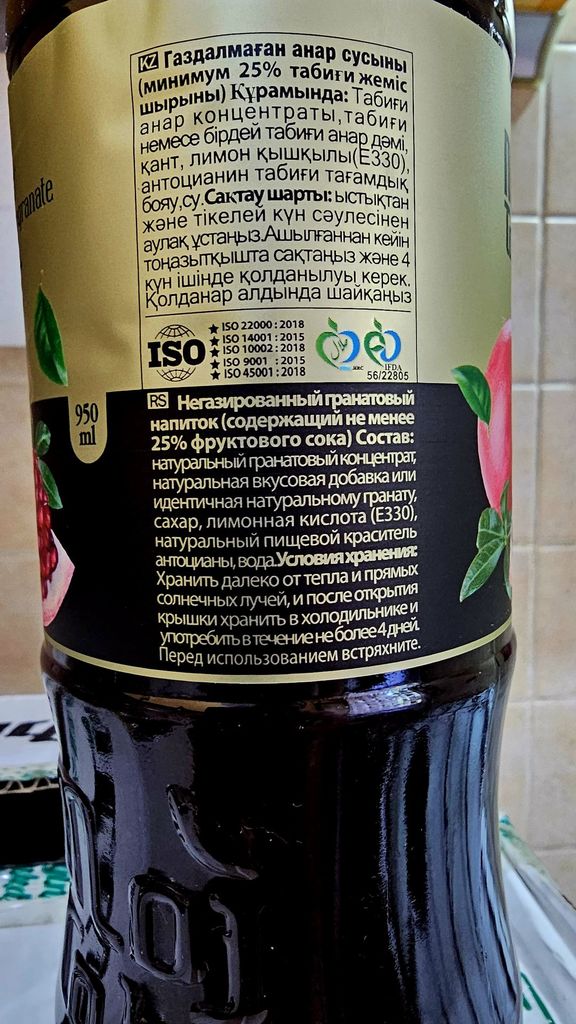 KZ Газдалмаған анар сусыны
(минимум 25% табиғи жеміс
шырыны) Құрамында: Табиғи
анар концентраты,табиғи
немесе бірдей табиғи анар дәмі,
қант, лимон қышқылы(Е330),
антоцианин табиғи тағамдық
бояу,су.Сақтау шарты: ыстықтан
және тікелей күн сәулесінен
аулақ ұстаңыз.Ашылғаннан кейін
тоңазытқышта сақтаңыз және 4
күн ішінде қолданылуы керек.
Қолданар алдында шайқаңыз
ISO
ISO 22000 : 2018
ISO 14001 : 2015
ISO 10002 : 2018
ISO 9001 : 2015
ISO 45001 : 2018
IFDA
56/22805
950
ml
RS Негазированный гранатовый
напиток (содержащий не менее
25% фруктового сока) Состав:
натуральный гранатовый концентрат,
натуральная вкусовая добавка или
идентичная натуральному гранату,
сахар, лимонная кислота (Е330),
натуральный пищевой краситель
антоцианы, вода.Условия хранения:
Хранить далеко от тепла и прямых
солнечных лучей, и после открытия
крышки хранить в холодильнике и
употребить в течение не более 4 дней.
Перед использованием встряхните.